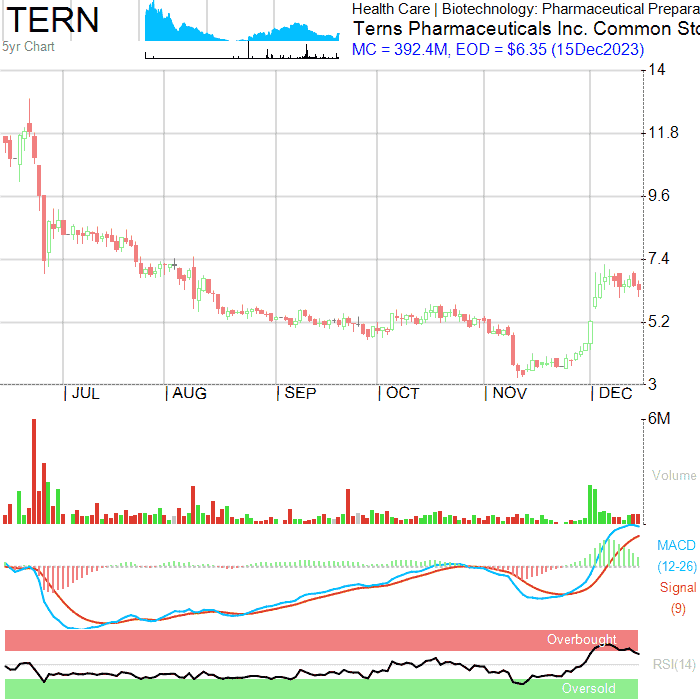 TERN
5yr Chart
Health Care | Biotechnology: Pharmaceutical Prepara
Terns Pharmaceuticals Inc. Common Sto
MC = 392.4M, EOD = $6.35 (15Dec2023)
14
11.8
9.6
7.4
5.2
3
| JUL | AUG | SEP | OCT | NOV | DEC
6M
Volume
MACD
(12-26)
Signal
(9)
Overbought
RSI(14)
Oversold